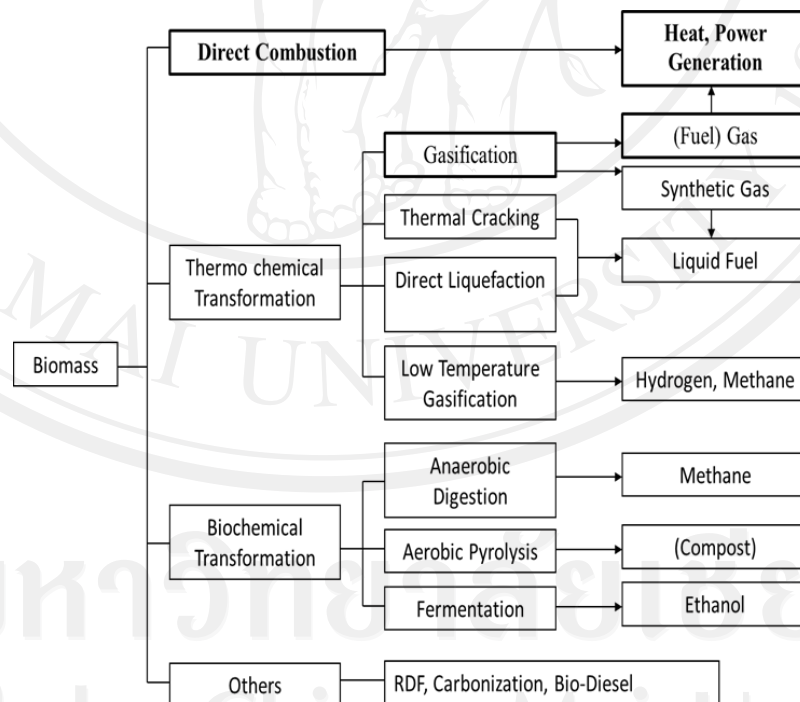 Direct Combustion
Heat, Power
Generation
Gasification
(Fuel) Gas
Synthetic Gas
Thermal Cracking
Thermo chemical
Transformation
Direct Liquefaction
Liquid Fuel
Biomass
Low Temperature
Gasification
Hydrogen, Methane
Anaerobic
Digestion
Methane
Biochemical
Transformation
Aerobic Pyrolysis
(Compost)
Fermentation
Ethanol
Others
RDF, Carbonization, Bio-Diesel
MAI UNIVERSITY